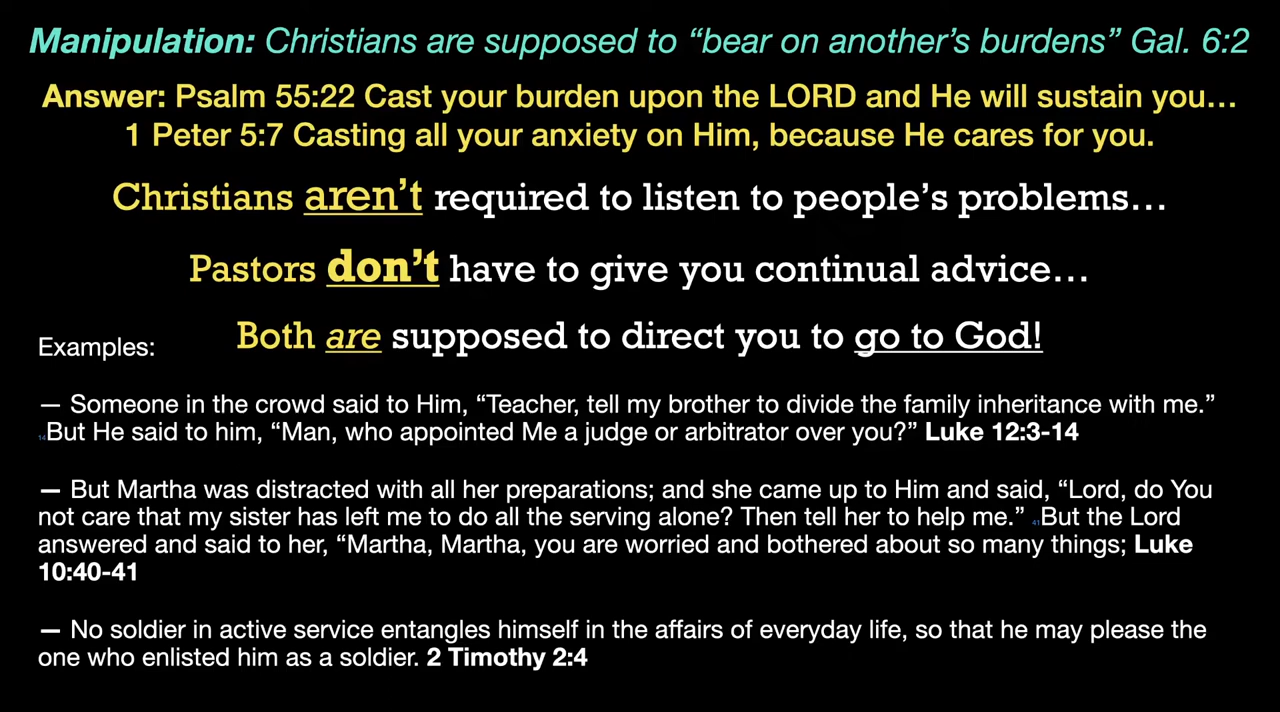 Manipulation: Christians are supposed to “bear on another’s burdens” Gal. 6:2
Answer: Psalm 55:22 Cast your burden upon the LORD and He will sustain you…
1 Peter 5:7 Casting all your anxiety on Him, because He cares for you.
Christians aren’t required to listen to people’s problems…
Pastors don’t have to give you continual advice…
Both are supposed to direct you to go to God!
Examples:
— Someone in the crowd said to Him, “Teacher, tell my brother to divide the family inheritance with me.”
14But He said to him, “Man, who appointed Me a judge or arbitrator over you?” Luke 12:3-14
— But Martha was distracted with all her preparations; and she came up to Him and said, “Lord, do You
not care that my sister has left me to do all the serving alone? Then tell her to help me.” 41But the Lord
answered and said to her, “Martha, Martha, you are worried and bothered about so many things; Luke
10:40-41
— No soldier in active service entangles himself in the affairs of everyday life, so that he may please the
one who enlisted him as a soldier. 2 Timothy 2:4